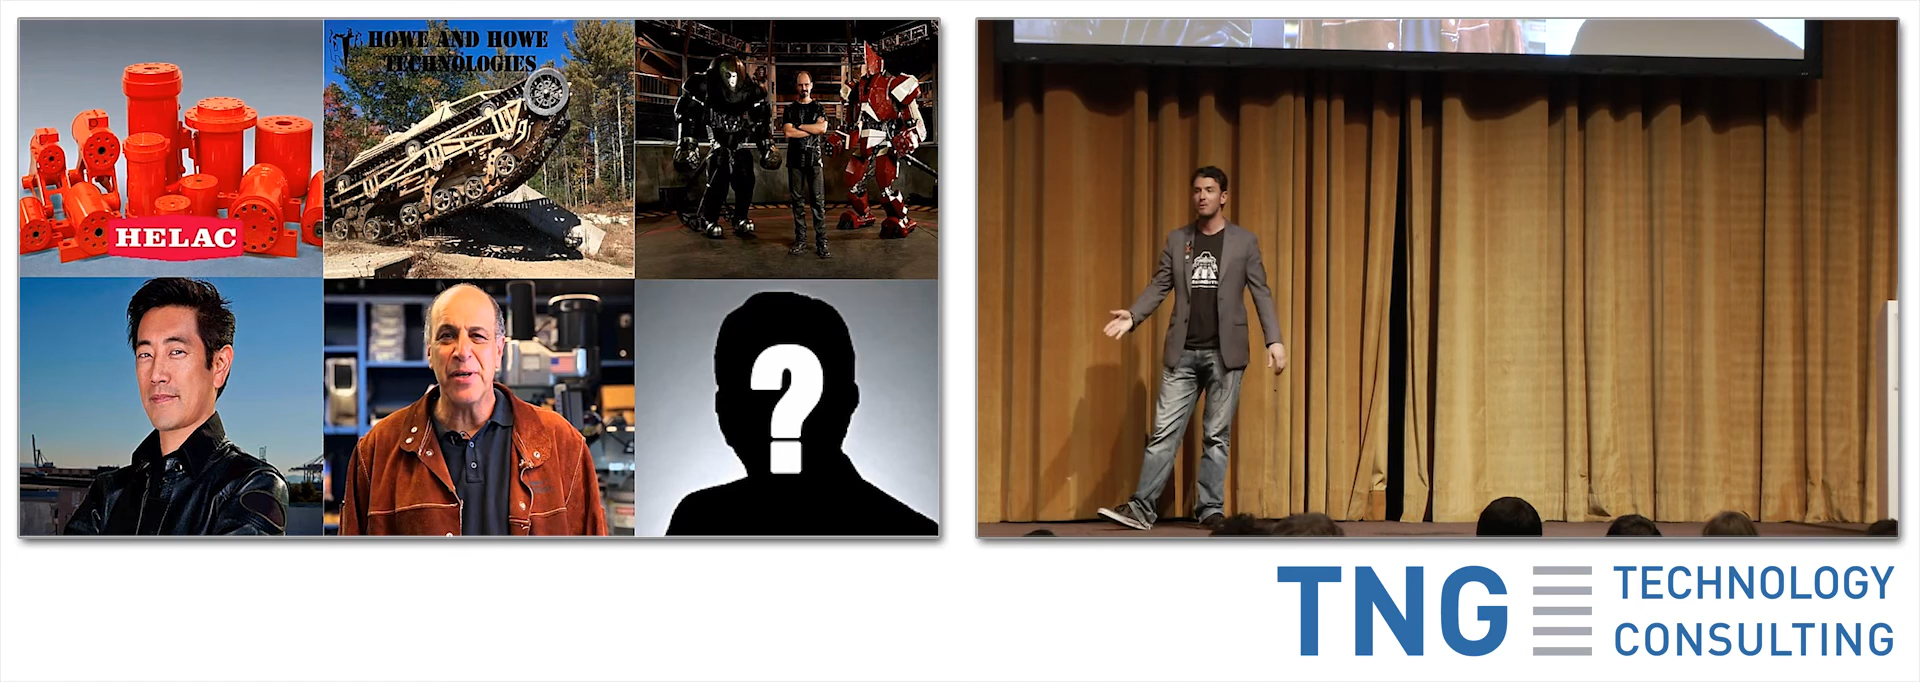 HOWE AND HOWE
TECHNOLOGIES
HELAC
?
TNG
TECHNOLOGY
CONSULTING